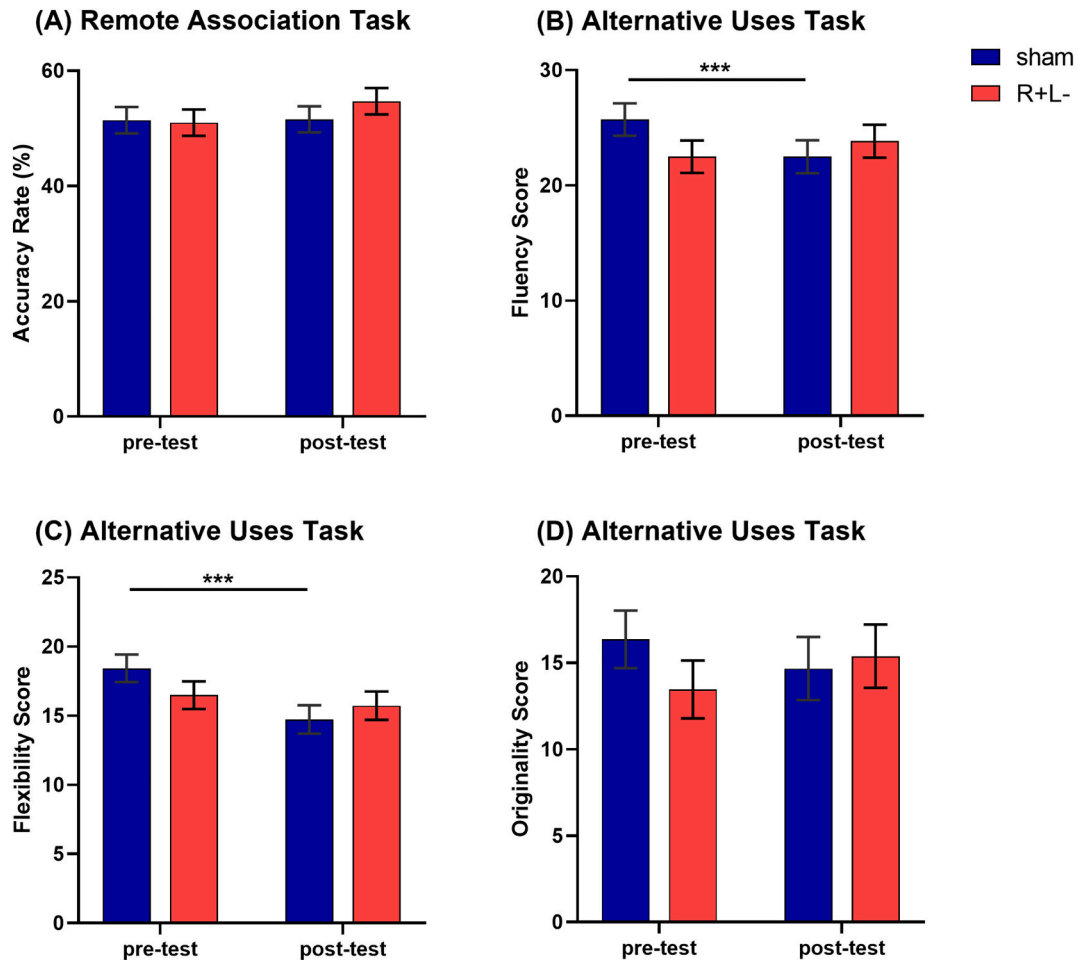 (A) Remote Association Task
Accuracy Rate (%)
60
40
20
0
pre-test
post-test
(B) Alternative Uses Task
Fluency Score
30
20
10
0
***
pre-test
post-test
sham
R+L-
(C) Alternative Uses Task
Flexibility Score
25
20
15
10
5
0
***
pre-test
post-test
(D) Alternative Uses Task
Originality Score
20
15
10
5
0
pre-test
post-test